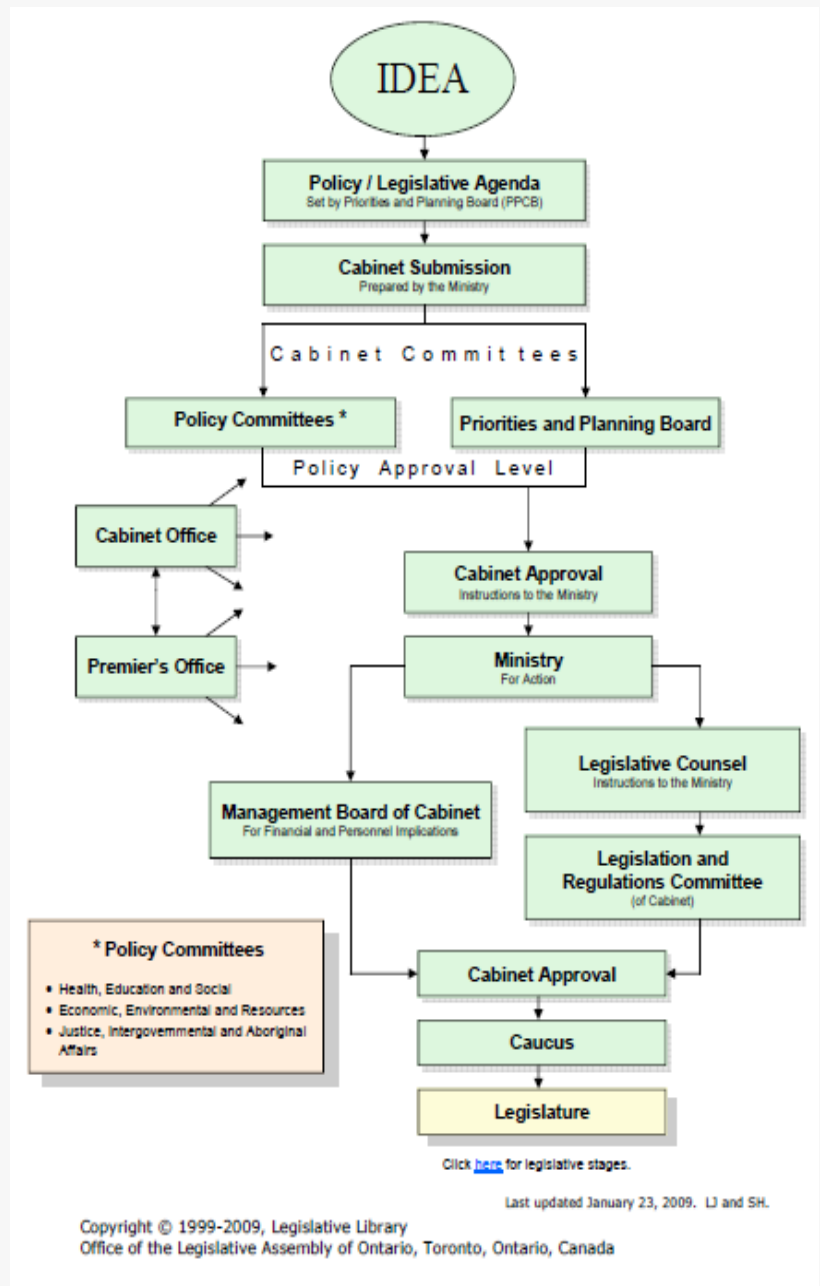 IDEA
Policy / Legislative Agenda
Set by Priorities and Planning Board (PPCB)
Cabinet Submission
Prepared by the Ministry
Cabinet Committees
Policy Committees *
Priorities and Planning Board
Policy Approval Level
Cabinet Office
Cabinet Approval
Instructions to the Ministry
Premier's Office
Ministry
For Action
Legislative Counsel
Instructions to the Ministry
Management Board of Cabinet
For Financial and Personnel Implications
Legislation and
Regulations Committee
(of Cabinet)
* Policy Committees
• Health, Education and Social
• Economic, Environmental and Resources
• Justice, Intergovernmental and Aboriginal
Affairs
Cabinet Approval
Caucus
Legislature
Click here for legislative stages.
Last updated January 23, 2009. LJ and SH.
Copyright © 1999-2009, Legislative Library
Office of the Legislative Assembly of Ontario, Toronto, Ontario, Canada